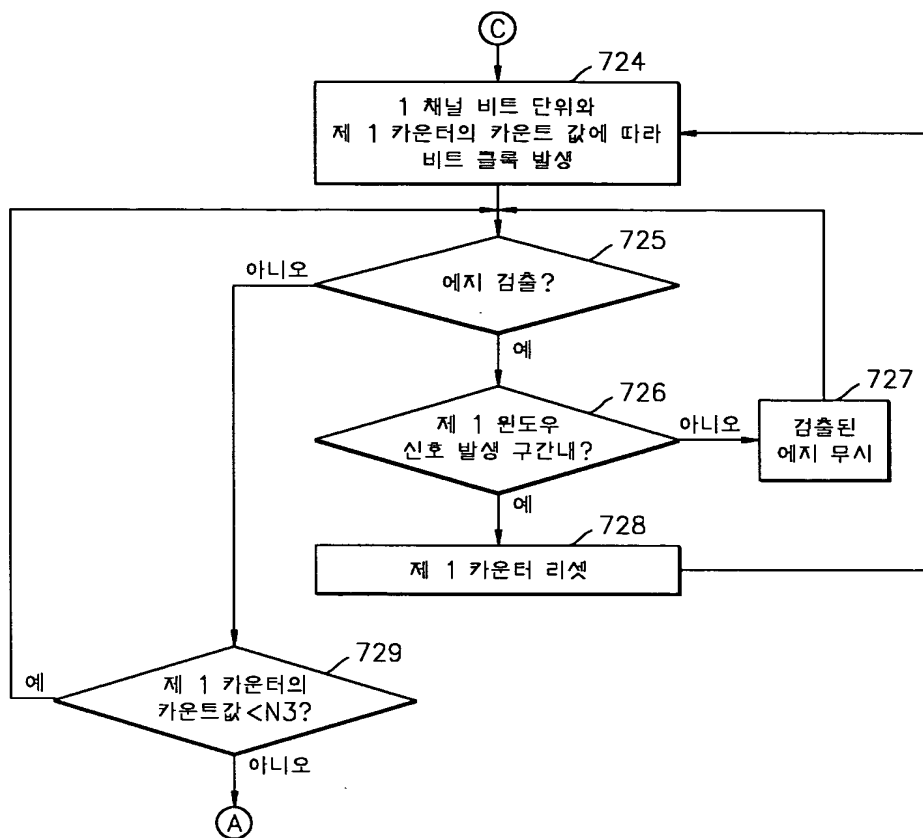 C
724
1 채널 비트 단위와
제 1 카운터의 카운트 값에 따라
비트 클록 발생
725
아니오
에지 검출?
예
726
제 1 윈도우
신호 발생 구간내?
아니오
727
검출된
에지 무시
예
728
제 1 카운터 리셋
729
예
제 1 카운터의
카운트값<N3?
아니오
A